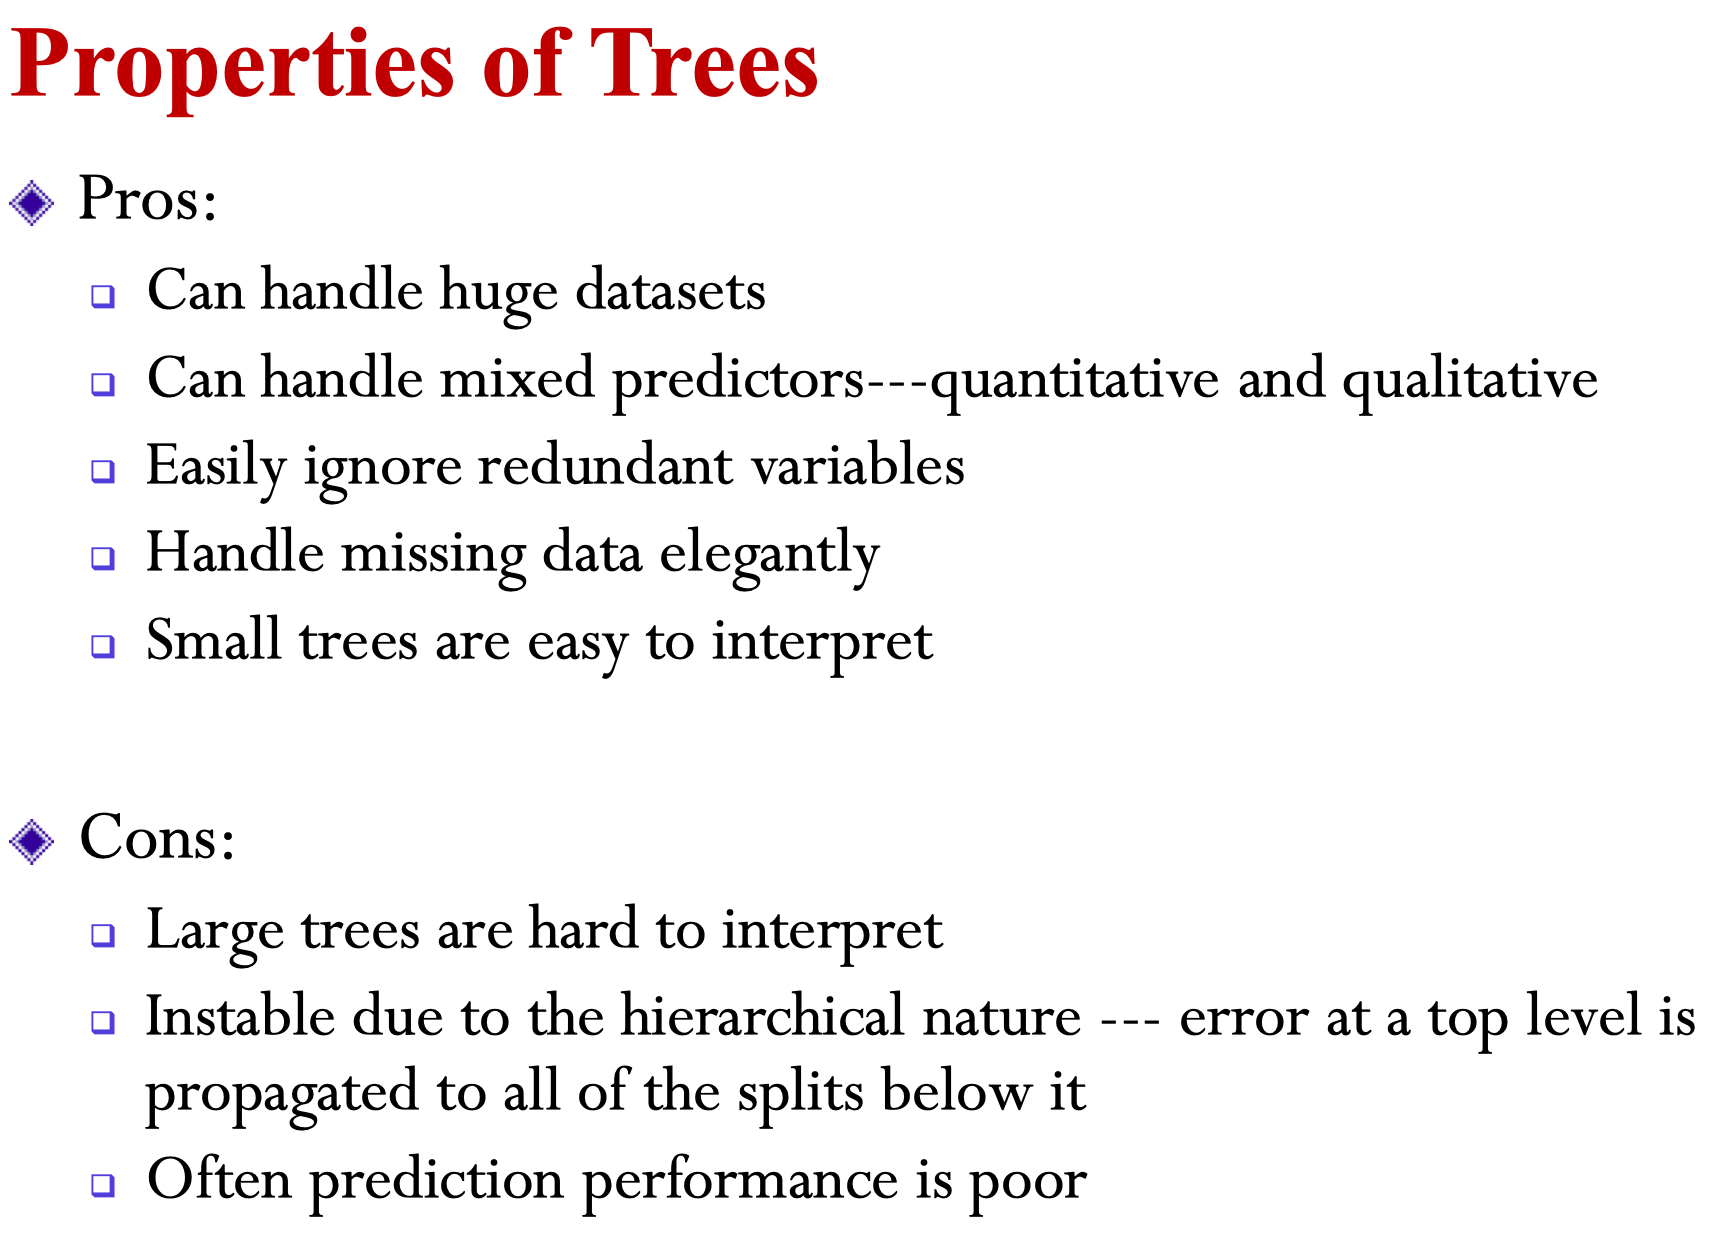 Properties of Trees
Pros:
Can handle huge datasets
Can handle mixed predictors---quantitative and qualitative
Easily ignore redundant variables
Handle missing data elegantly
Small trees are easy to interpret
Cons:
Large trees are hard to interpret
Instable due to the hierarchical nature --- error at a top level is
propagated to all of the splits below it
Often prediction performance is poor